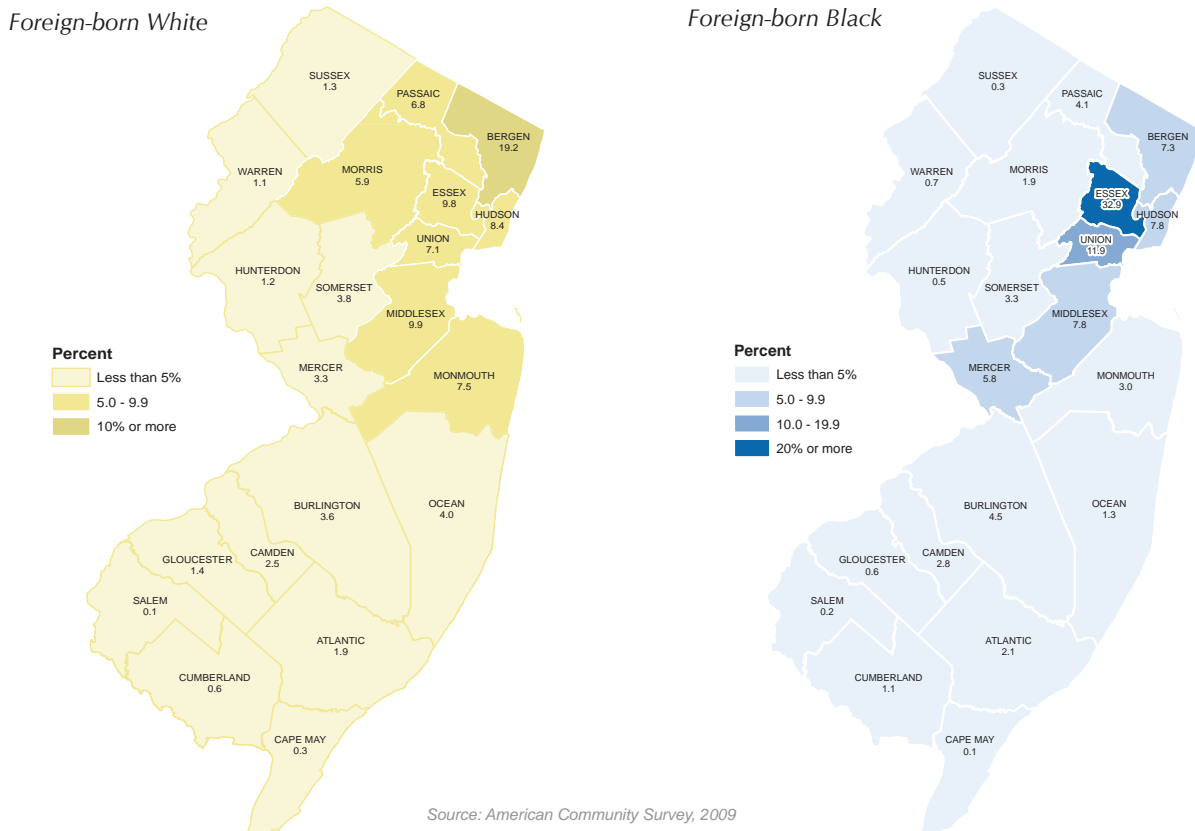 Foreign-born White
SUSSEX
1.3
PASSAIC
6.8
BERGEN
19.2
WARREN
1.1
MORRIS
5.9
ESSEX
9.8
HUDSON
8.4
UNION
7.1
HUNTERDON
1.2
SOMERSET
3.8
MIDDLESEX
9.9
MERCER
3.3
MONMOUTH
7.5
Percent
Less than 5%
5.0 - 9.9
10% or more
BURLINGTON
3.6
OCEAN
4.0
GLOUCESTER
1.4
CAMDEN
2.5
SALEM
0.1
ATLANTIC
1.9
CUMBERLAND
0.6
CAPE MAY
0.3
Foreign-born Black
SUSSEX
0.3
PASSAIC
4.1
BERGEN
7.3
WARREN
0.7
MORRIS
1.9
ESSEX
32.9
HUDSON
7.8
UNION
11.9
HUNTERDON
0.5
SOMERSET
3.3
MIDDLESEX
7.8
MERCER
5.8
MONMOUTH
3.0
Percent
Less than 5%
5.0 - 9.9
10.0 - 19.9
20% or more
BURLINGTON
4.5
OCEAN
1.3
GLOUCESTER
0.6
CAMDEN
2.8
SALEM
0.2
ATLANTIC
2.1
CUMBERLAND
1.1
CAPE MAY
0.1
Source: American Community Survey, 2009